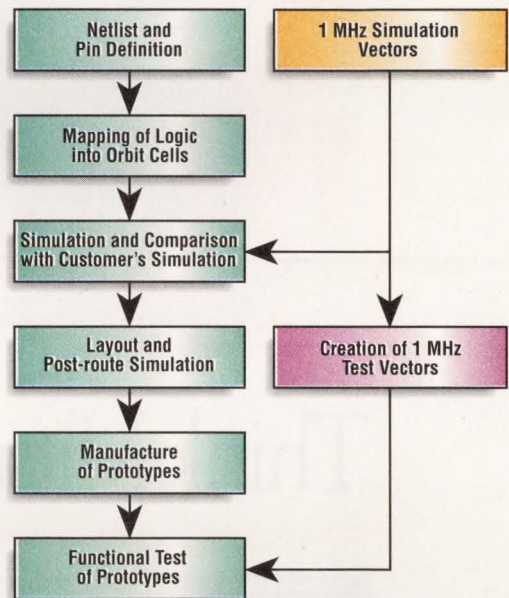 Netlist and
Pin Definition
1 MHz Simulation
Vectors
Mapping of Logic
into Orbit Cells
Simulation and Comparison
with Customer's Simulation
Layout and
Post-route Simulation
Creation of 1 MHz
Test Vectors
Manufacture
of Prototypes
Functional Test
of Prototypes